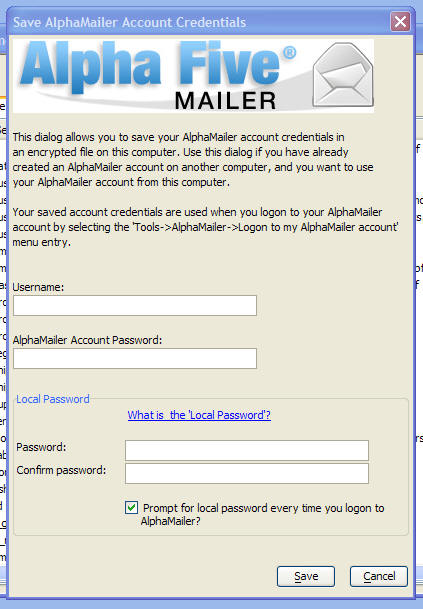 Save AlphaMailer Account Credentials
Alpha Five®
MAILER
This dialog allows you to save your AlphaMailer account credentials in
an encrypted file on this computer. Use this dialog if you have already
created an AlphaMailer account on another computer, and you want to use
your AlphaMailer account from this computer.
Your saved account credentials are used when you logon to your AlphaMailer
account by selecting the 'Tools->AlphaMailer->Logon to my AlphaMailer account'
menu entry.
Username:
AlphaMailer Account Password:
Local Password
What is the 'Local Password'?
Password:
Confirm password:
Prompt for local password every time you logon to
AlphaMailer?
Save
Cancel